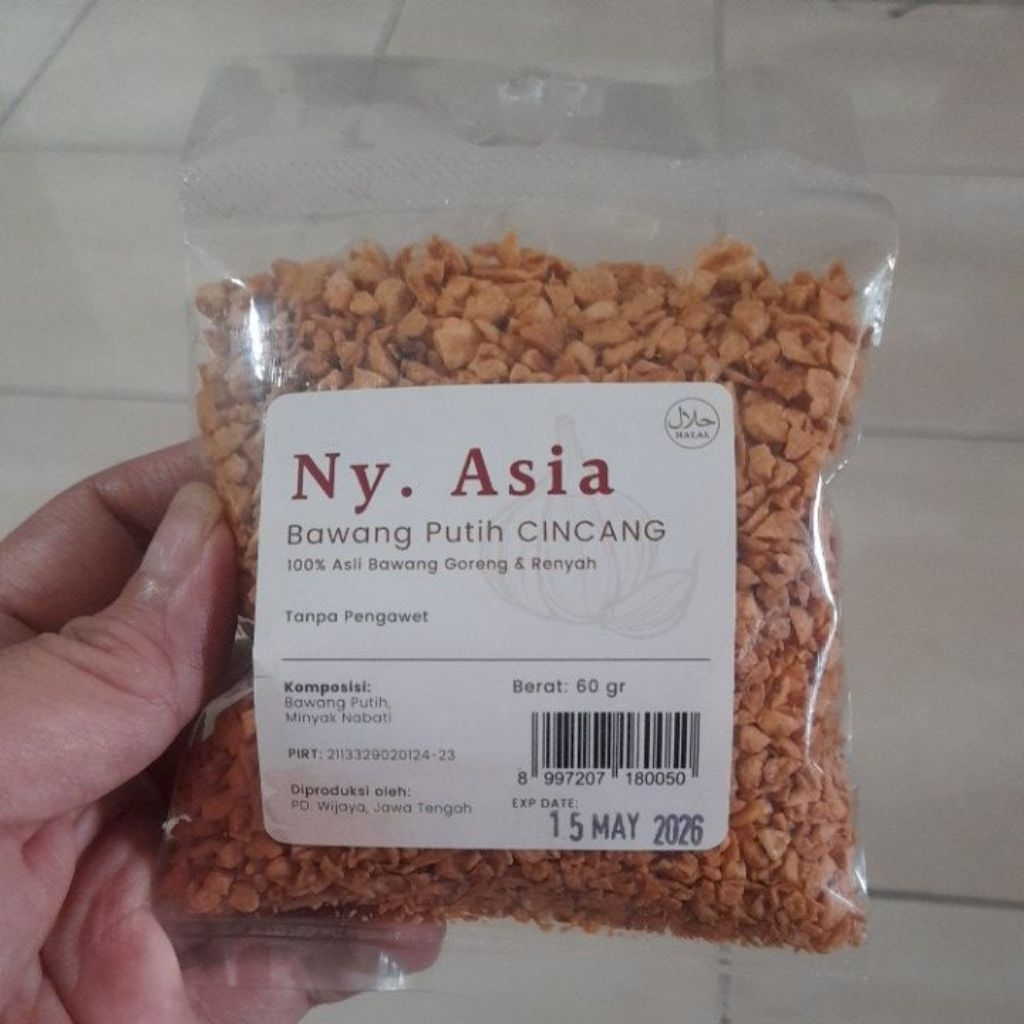 حلال
HALAL
Ny. Asia
Bawang Putih CINCANG
100% Asli Bawang Goreng & Renyah
Tanpa Pengawet
Komposisi:
Bawang Putih,
Minyak Nabati
PIRT: 2113329020124-23
Diproduksi oleh:
PD. Wijaya, Jawa Tengah
Berat: 60 gr
8 997207 180050
EXP DATE:
15 MAY 2026